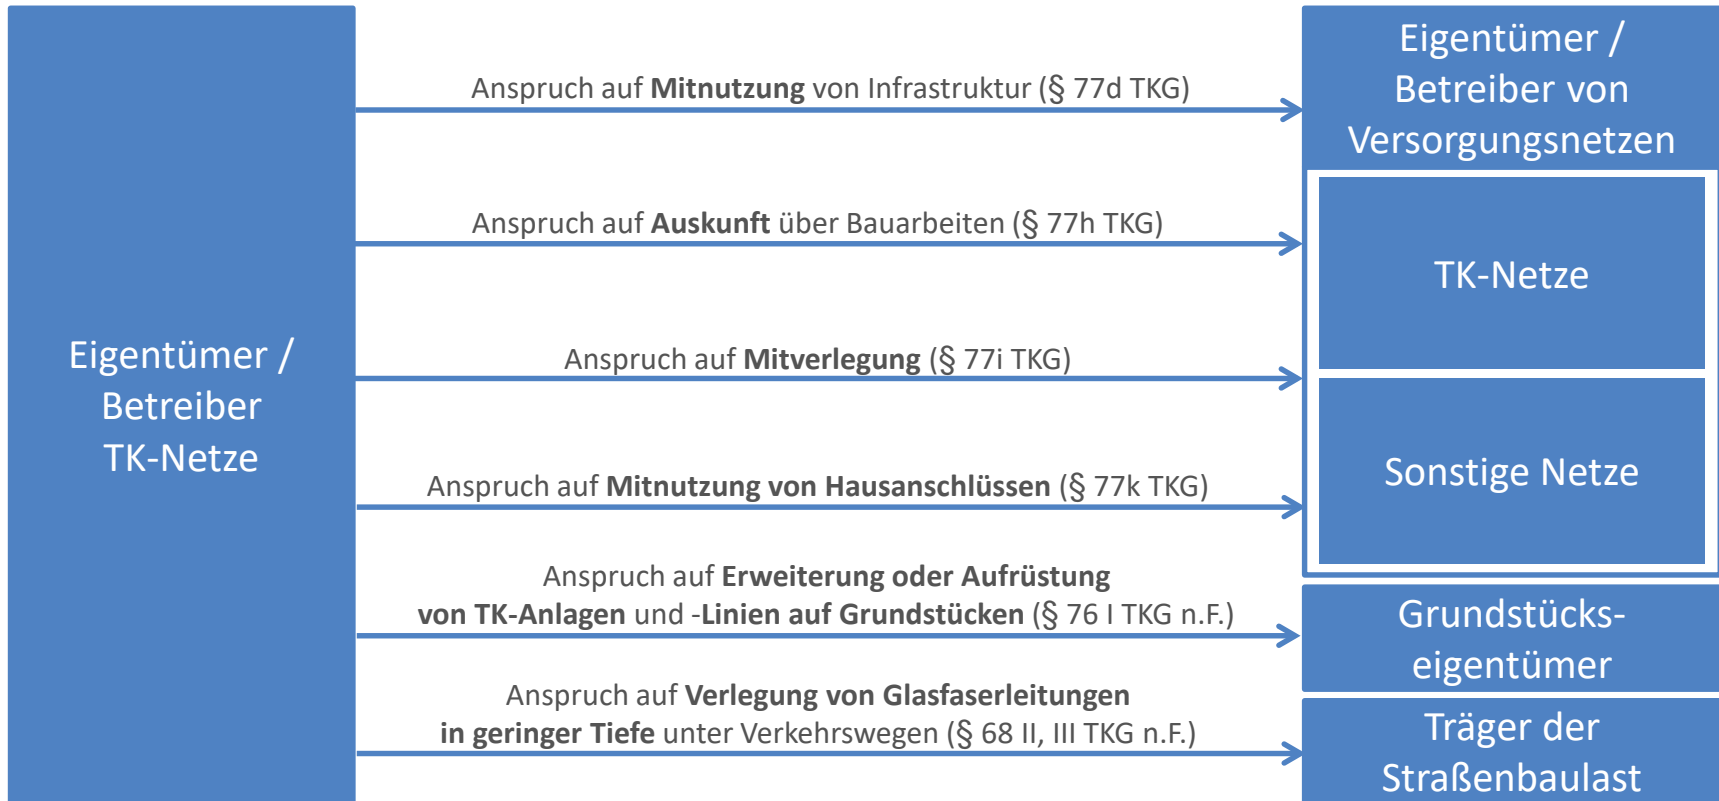 Eigentümer /
Betreiber
TK-Netze
Anspruch auf Mitnutzung von Infrastruktur (§ 77d TKG)
Anspruch auf Auskunft über Bauarbeiten (§ 77h TKG)
Anspruch auf Mitverlegung (§ 77i TKG)
Anspruch auf Mitnutzung von Hausanschlüssen (§ 77k TKG)
Anspruch auf Erweiterung oder Aufrüstung
von TK-Anlagen und -Linien auf Grundstücken (§ 76 I TKG n.F.)
Anspruch auf Verlegung von Glasfaserleitungen
in geringer Tiefe unter Verkehrswegen (§ 68 II, III TKG n.F.)
Eigentümer /
Betreiber von
Versorgungsnetzen
TK-Netze
Sonstige Netze
Grundstücks-
eigentümer
Träger der
Straßenbaulast